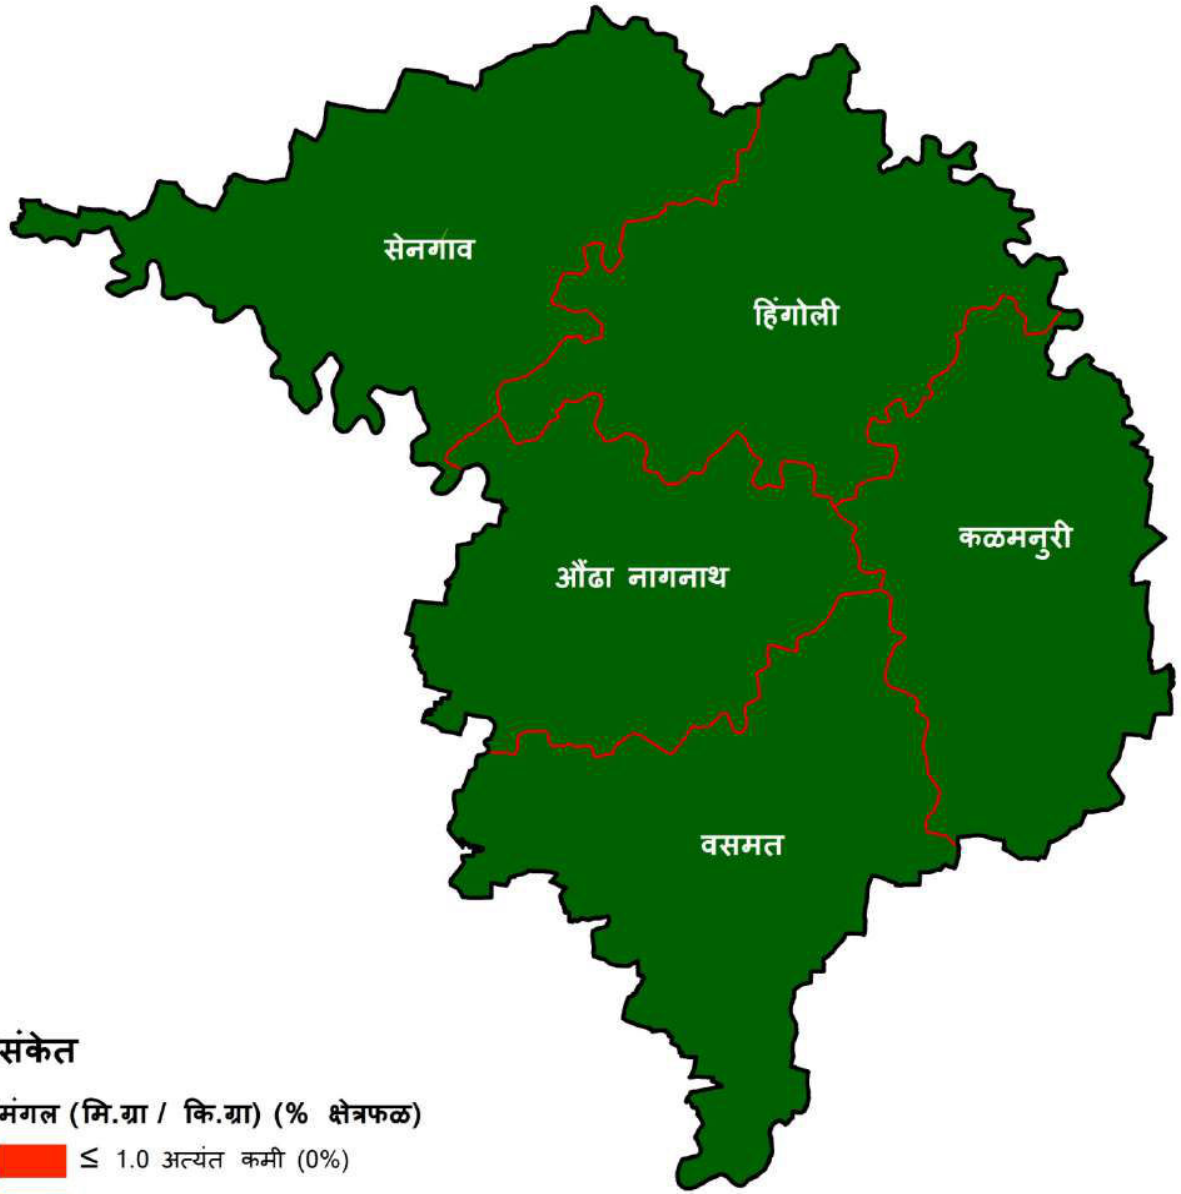 सेनगाव
हिंगोली
कळमनुरी
औंढा नागनाथ
वसमत
संकेत
मंगल (मि.ग्रा / कि.ग्रा) (% क्षेत्रफळ)
≤ 1.0 अत्यंत कमी (0%)